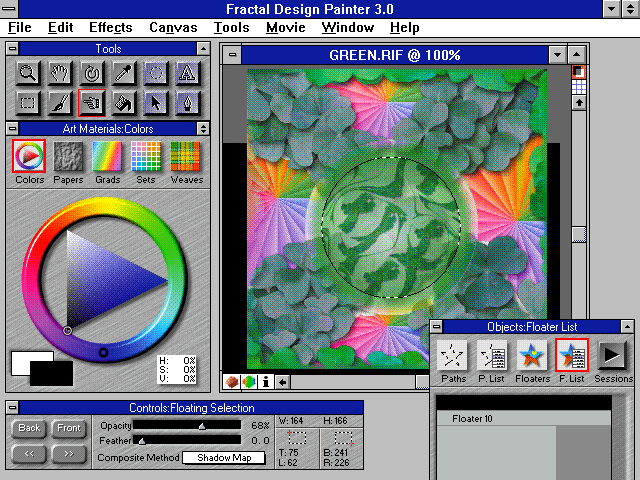 Fractal Design Painter 3.0
File Edit Effects Canvas Tools Movie Window Help
Tools
GREEN.RIF @ 100%
Art Materials:Colors
Colors Papers Grads Sets Weaves
H: 0%
S: 0%
V: 0%
Objects:Floater List
Paths P. List Floaters F. List Sessions
Floater 10
Controls:Floating Selection
Back Front
<< >>
Opacity 68%
Feather 0. 0
Composite Method Shadow Map
W: 164 H: 166
T: 75 B: 241
L: 62 R: 226